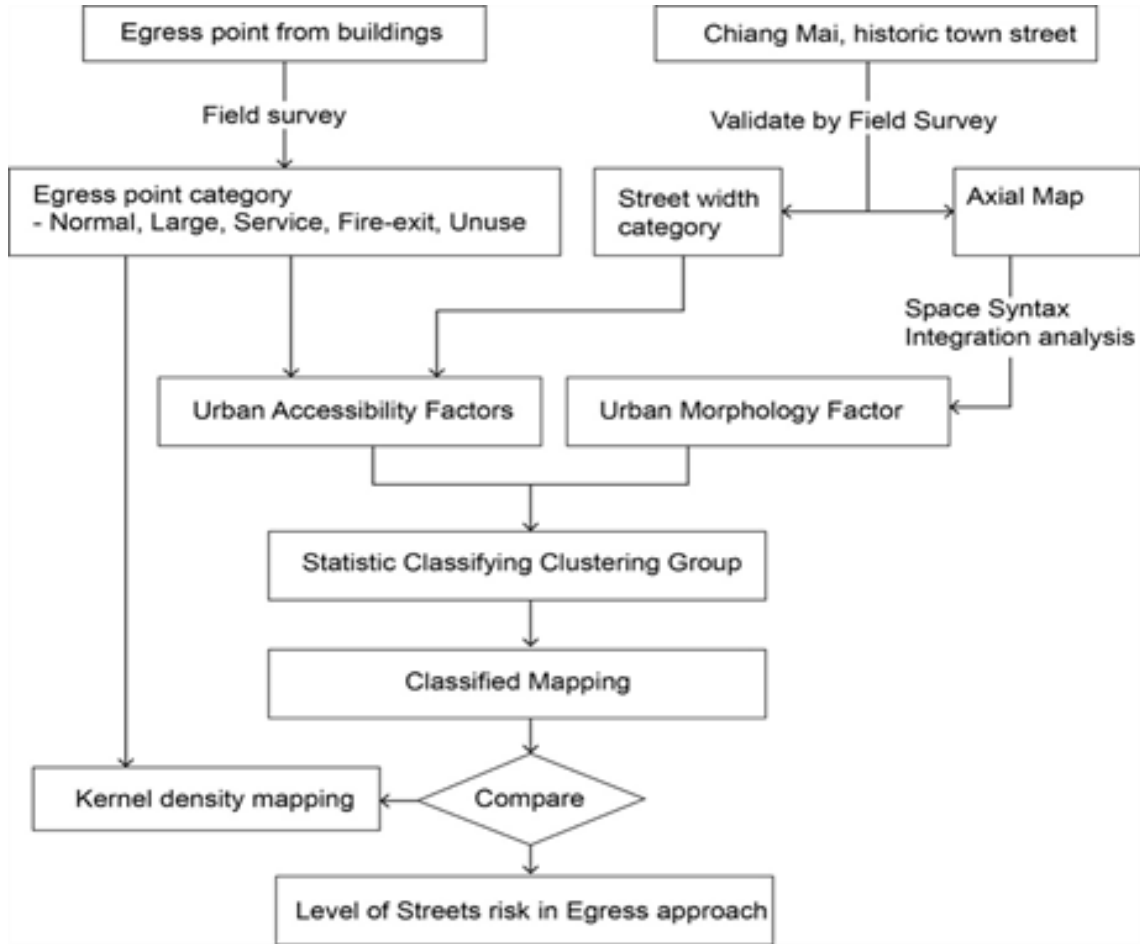 Egress point from buildings
Chiang Mai, historic town street
Field survey
Validate by Field Survey
Egress point category
- Normal, Large, Service, Fire-exit, Unuse
Street width
category
Axial Map
Space Syntax
Integration analysis
Urban Accessibility Factors
Urban Morphology Factor
Statistic Classifying Clustering Group
Classified Mapping
Kernel density mapping
Compare
Level of Streets risk in Egress approach